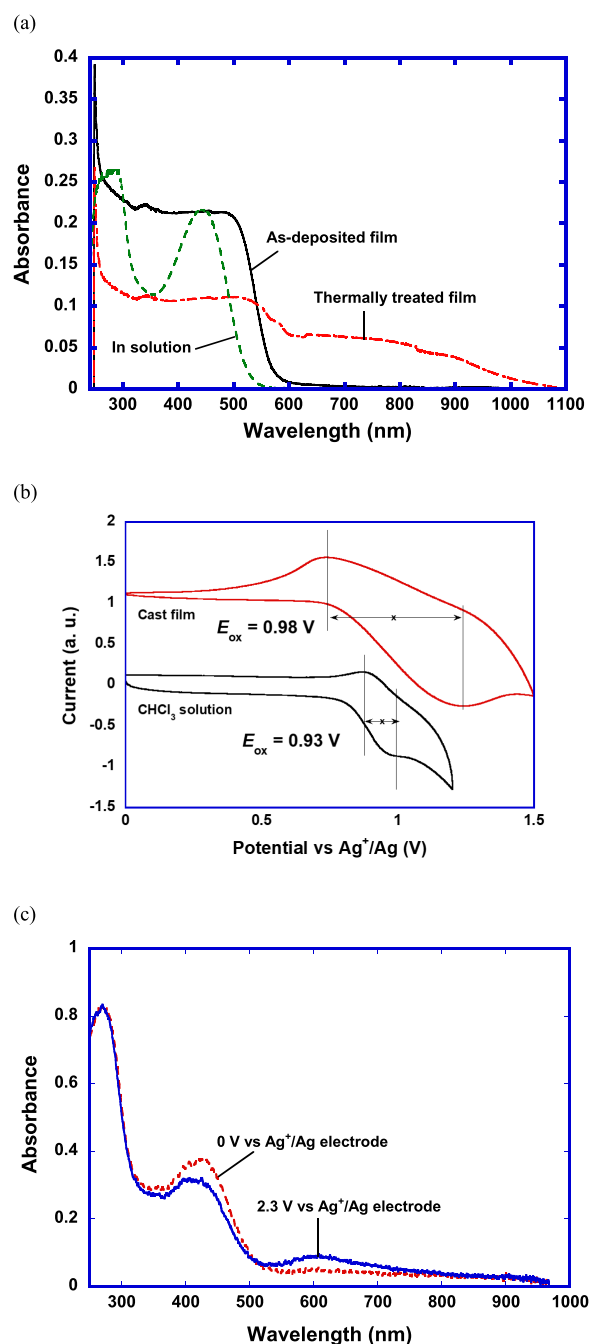 (a)
0.4
0.35
0.3
0.25
0.2
0.15
0.1
0.05
0
Absorbance
As-deposited film
Thermally treated film
In solution
300 400 500 600 700 800 900 1000 1100
Wavelength (nm)
(b)
2
1.5
1
0.5
0
-0.5
-1
-1.5
Current (a. u.)
Cast film
x
Eox = 0.98 V
CHCl3 solution
x
Eox = 0.93 V
0 0.5 1 1.5
Potential vs Ag+/Ag (V)
(c)
1
0.8
0.6
0.4
0.2
0
Absorbance
0 V vs Ag+/Ag electrode
2.3 V vs Ag+/Ag electrode
300 400 500 600 700 800 900 1000
Wavelength (nm)